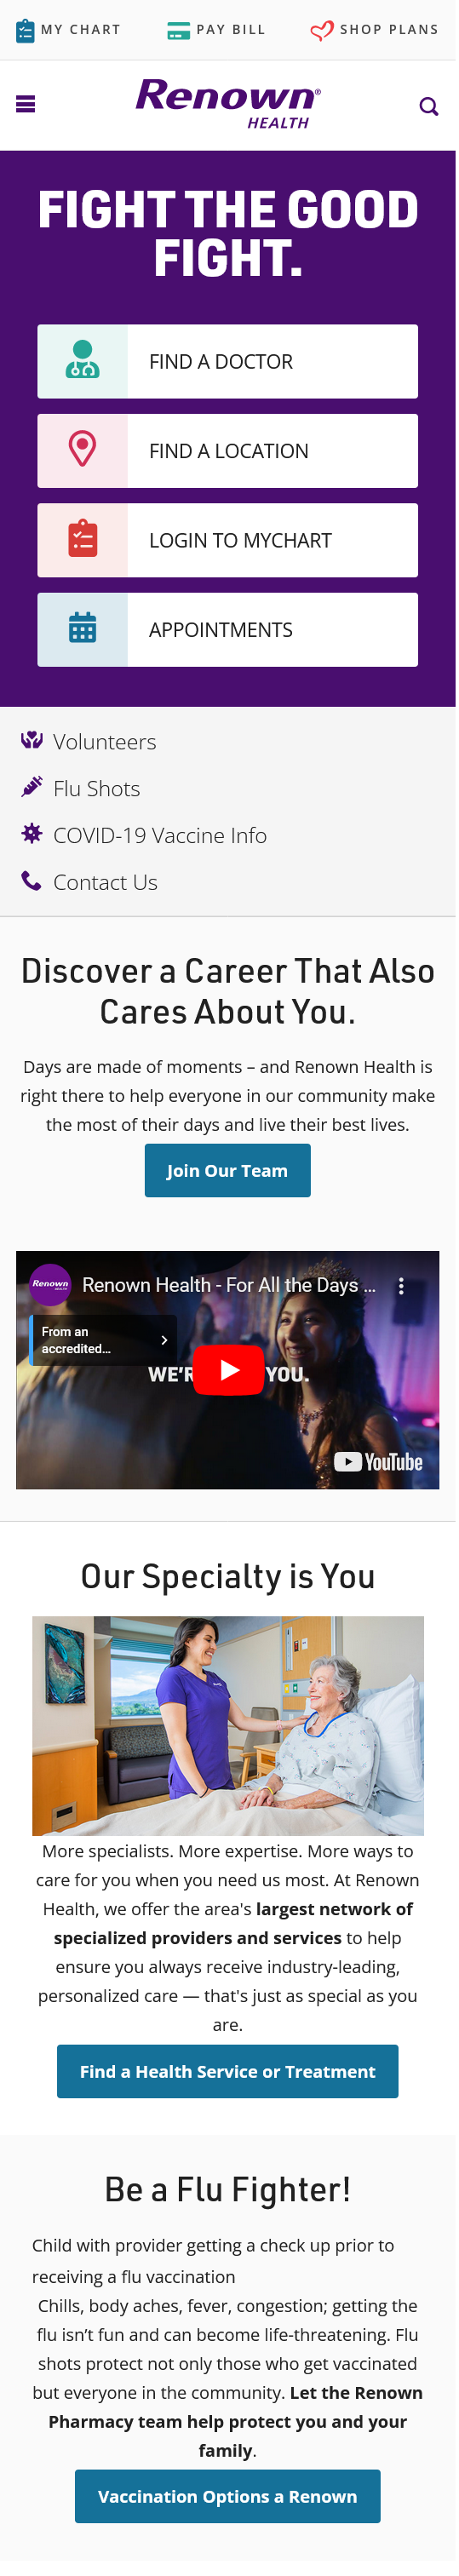 MY CHART
PAY BILL
SHOP PLANS
Renown®
HEALTH
FIGHT THE GOOD
FIGHT.
FIND A DOCTOR
FIND A LOCATION
LOGIN TO MYCHART
APPOINTMENTS
Volunteers
Flu Shots
COVID-19 Vaccine Info
Contact Us
Discover a Career That Also
Cares About You.
Days are made of moments – and Renown Health is
right there to help everyone in our community make
the most of their days and live their best lives.
Join Our Team
Renown
HEALTH
Renown Health - For All the Days ...
From an
accredited...
WE'R YOU.
YouTube
Our Specialty is You
More specialists. More expertise. More ways to
care for you when you need us most. At Renown
Health, we offer the area's largest network of
specialized providers and services to help
ensure you always receive industry-leading,
personalized care — that's just as special as you
are.
Find a Health Service or Treatment
Be a Flu Fighter!
Child with provider getting a check up prior to
receiving a flu vaccination
Chills, body aches, fever, congestion; getting the
flu isn’t fun and can become life-threatening. Flu
shots protect not only those who get vaccinated
but everyone in the community. Let the Renown
Pharmacy team help protect you and your
family.
Vaccination Options a Renown